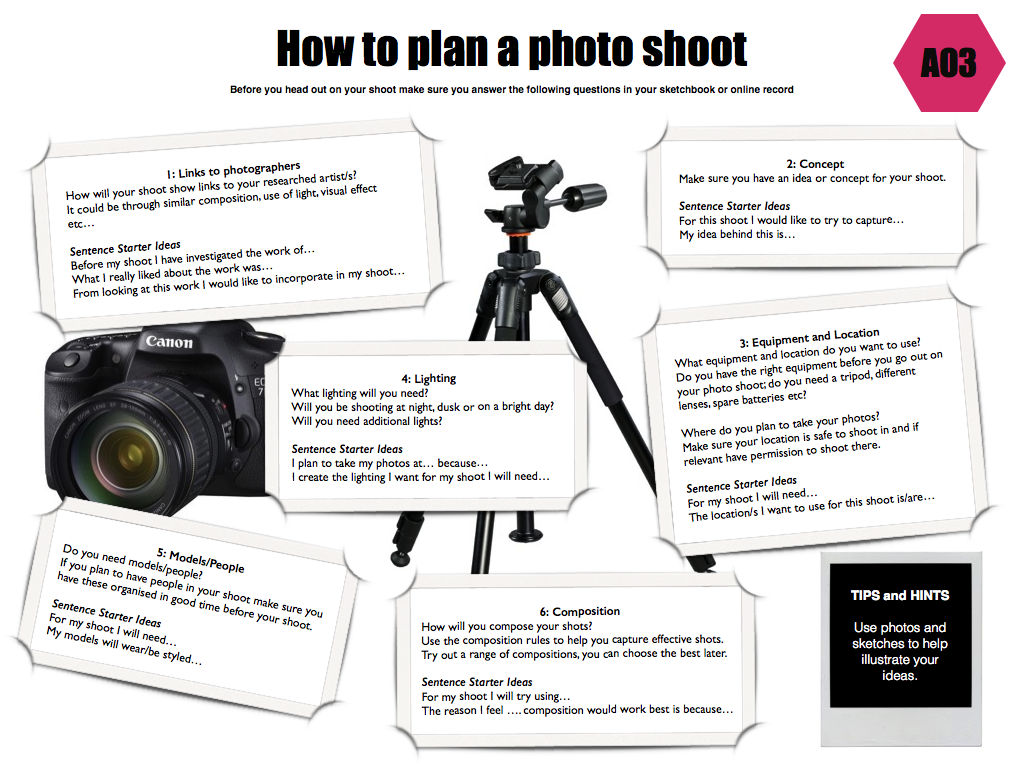 How to plan a photo shoot
AO3
Before you head out on your shoot make sure you answer the following questions in your sketchbook or online record
1: Links to photographers
How will your shoot show links to your researched artist/s?
It could be through similar composition, use of light, visual effect
etc…
Sentence Starter Ideas
Before my shoot I have investigated the work of…
What I really liked about the work was…
From looking at this work I would like to incorporate in my shoot…
2: Concept
Make sure you have an idea or concept for your shoot.
Sentence Starter Ideas
For this shoot I would like to try to capture…
My idea behind this is…
3: Equipment and Location
What equipment and location do you want to use?
Do you have the right equipment before you go out on
your photo shoot; do you need a tripod, different
lenses, spare batteries etc?
Where do you plan to take your photos?
Make sure your location is safe to shoot in and if
relevant have permission to shoot there.
Sentence Starter Ideas
For my shoot I will need…
The location/s I want to use for this shoot is/are…
Canon
EO
7
4: Lighting
What lighting will you need?
Will you be shooting at night, dusk or on a bright day?
Will you need additional lights?
Sentence Starter Ideas
I plan to take my photos at… because…
I create the lighting I want for my shoot I will need…
5: Models/People
Do you need models/people?
If you plan to have people in your shoot make sure you
have these organised in good time before your shoot.
Sentence Starter Ideas
For my shoot I will need…
My models will wear/be styled…
6: Composition
How will you compose your shots?
Use the composition rules to help you capture effective shots.
Try out a range of compositions, you can choose the best later.
Sentence Starter Ideas
For my shoot I will try using…
The reason I feel …. composition would work best is because…
TIPS and HINTS
Use photos and
sketches to help
illustrate your
ideas.